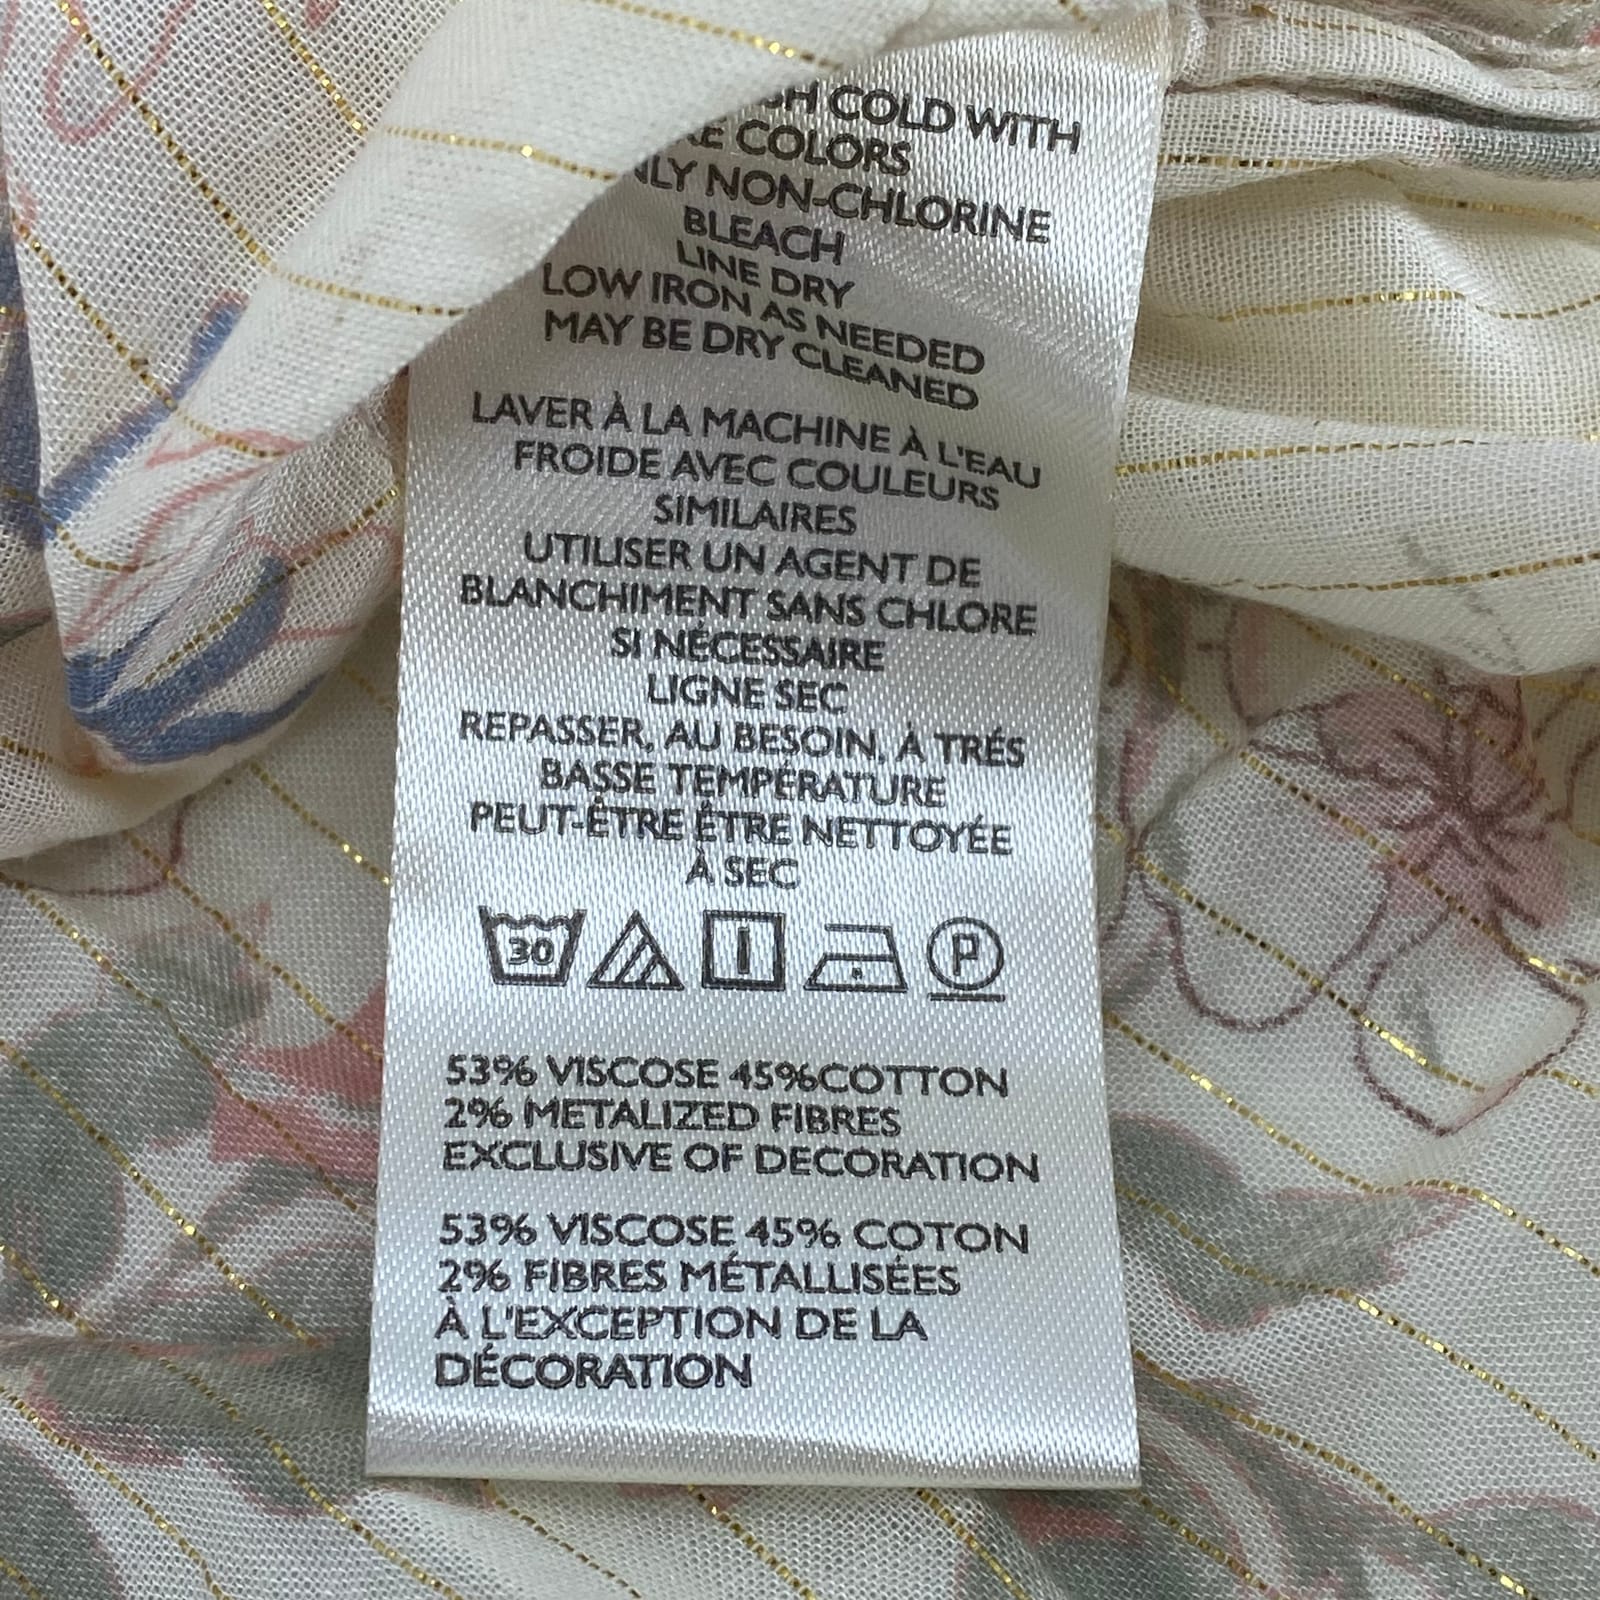 COLD WITH
COLORS
NON-CHLORINE
BLEACH
LINE DRY
LOW IRON AS NEEDED
MAY BE DRY CLEANED
LAVER À LA MACHINE À L'EAU
FROIDE AVEC COULEURS
SIMILAIRES
UTILISER UN AGENT DE
BLANCHIMENT SANS CHLORE
SI NÉCESSAIRE
LIGNE SEC
REPASSER, AU BESOIN, À TRÉS
BASSE TEMPÉRATURE
PEUT-ÊTRE ÊTRE NETTOYÉE
À SEC
30 P
53% VISCOSE 45%COTTON
2% METALIZED FIBRES
EXCLUSIVE OF DECORATION
53% VISCOSE 45% COTON
2% FIBRES MÉTALLISÉES
À L'EXCEPTION DE LA
DÉCORATION